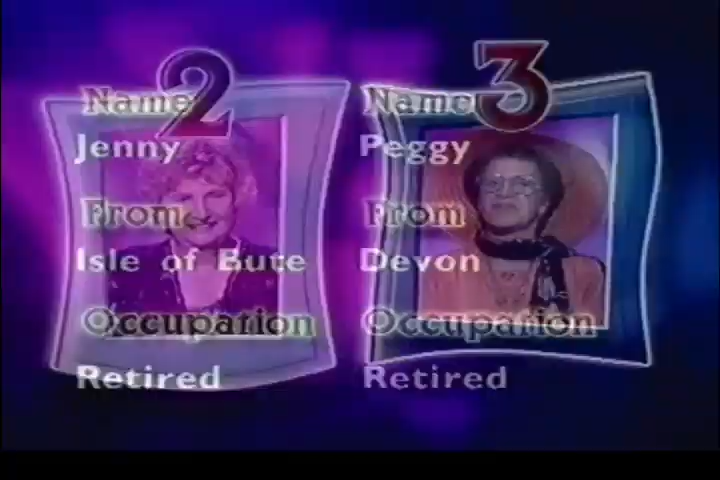 2
Name
Jenny
From
Isle of Bute
Occupation
Retired
3
Name
Peggy
From
Devon
Occupation
Retired